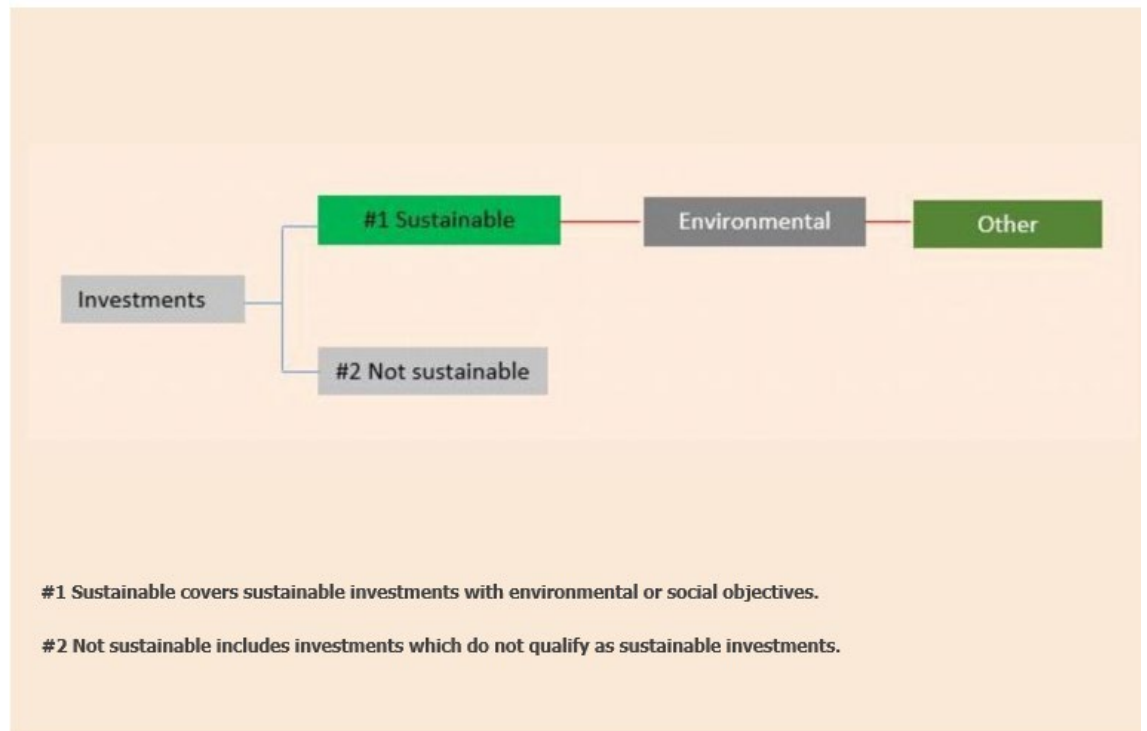 #1 Sustainable
Environmental
Other
Investments
#2 Not sustainable
#1 Sustainable covers sustainable investments with environmental or social objectives.
#2 Not sustainable includes investments which do not qualify as sustainable investments.